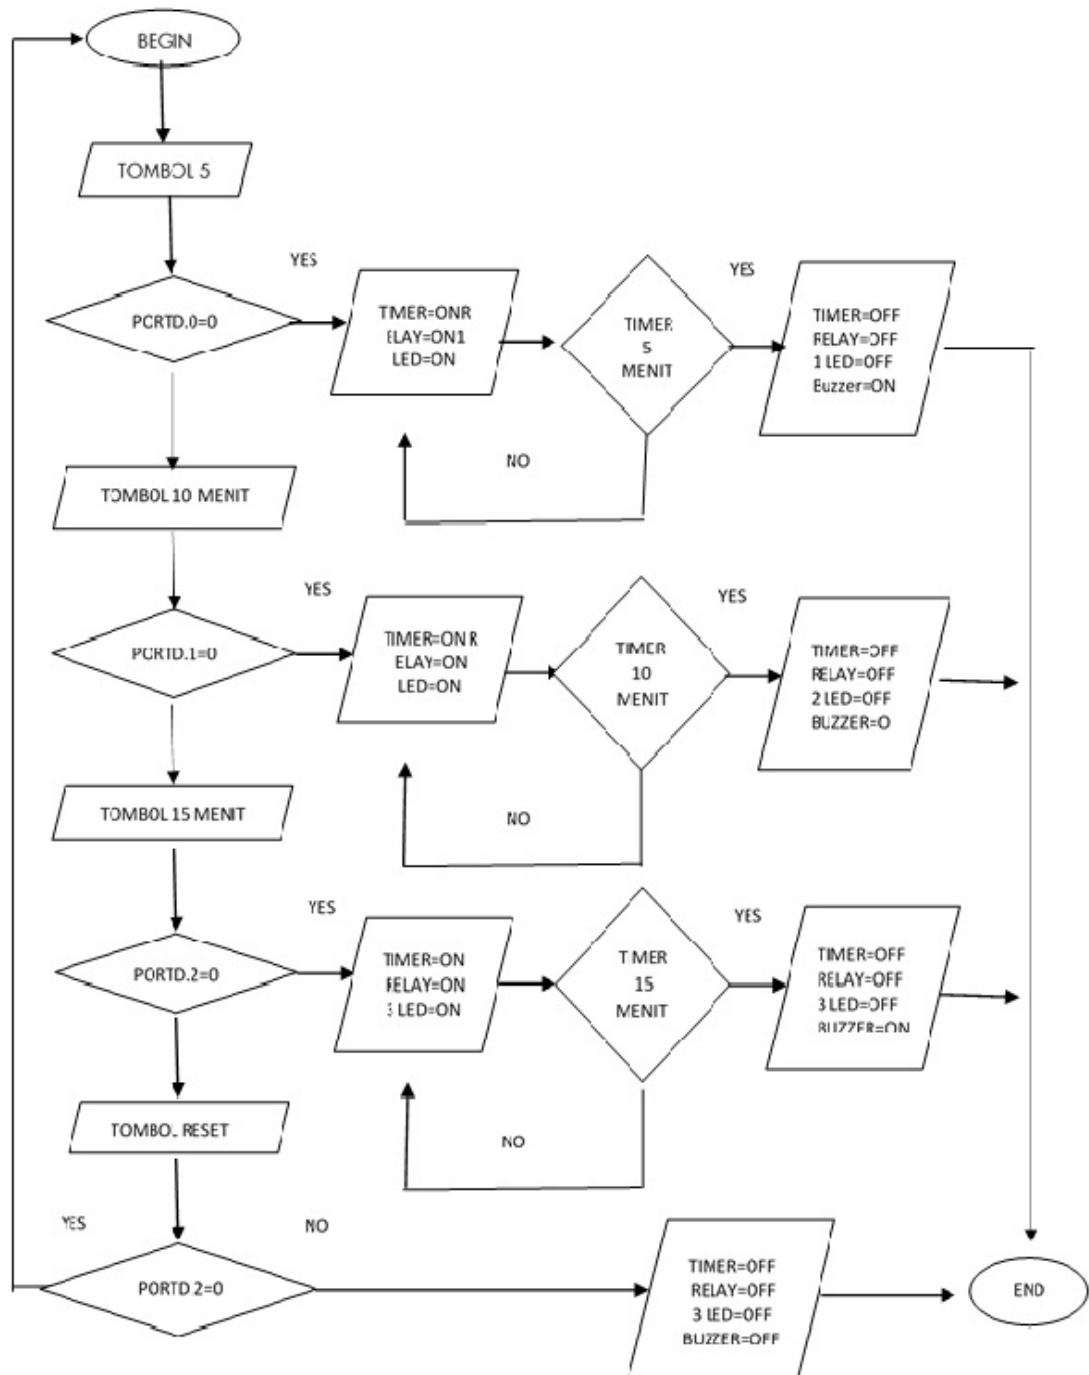 BEGIN
TOMBOL 5
PORTD.0=0
YES
TIMER=ONR
ELAY=ON1
LED=ON
TIMER
5
MENIT
NO
YES
TIMER=OFF
RELAY=OFF
1 LED=OFF
Buzzer=ON
TOMBOL 10 MENIT
PORTD.1=0
YES
TIMER=ON R
ELAY=ON
LED=ON
TIMER
10
MENIT
NO
YES
TIMER=OFF
RELAY=OFF
2 LED=OFF
BUZZER=O
TOMBOL 15 MENIT
PORTD.2=0
YES
TIMER=ON
RELAY=ON
3 LED=ON
TIMER
15
MENIT
NO
YES
TIMER=OFF
RELAY=OFF
3 LED=OFF
BUZZER=ON
TOMBOL RESET
YES
PORTD 2=0
NO
TIMER=OFF
RELAY=OFF
3 LED=OFF
BUZZER=OFF
END